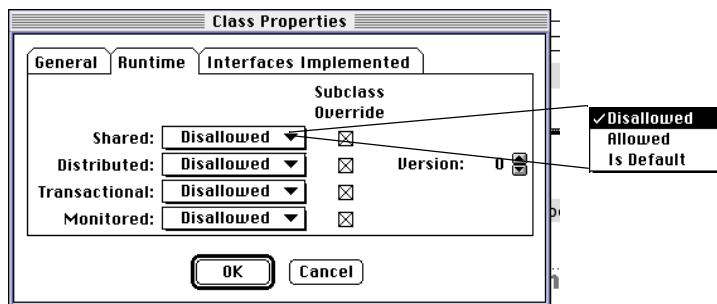 Class Properties
General Runtime Interfaces Implemented
Subclass
Override
Shared: Disallowed
Distributed: Disallowed
Version: 0
Transactional: Disallowed
Monitored: Disallowed
OK Cancel
✓Disallowed
Allowed
Is Default